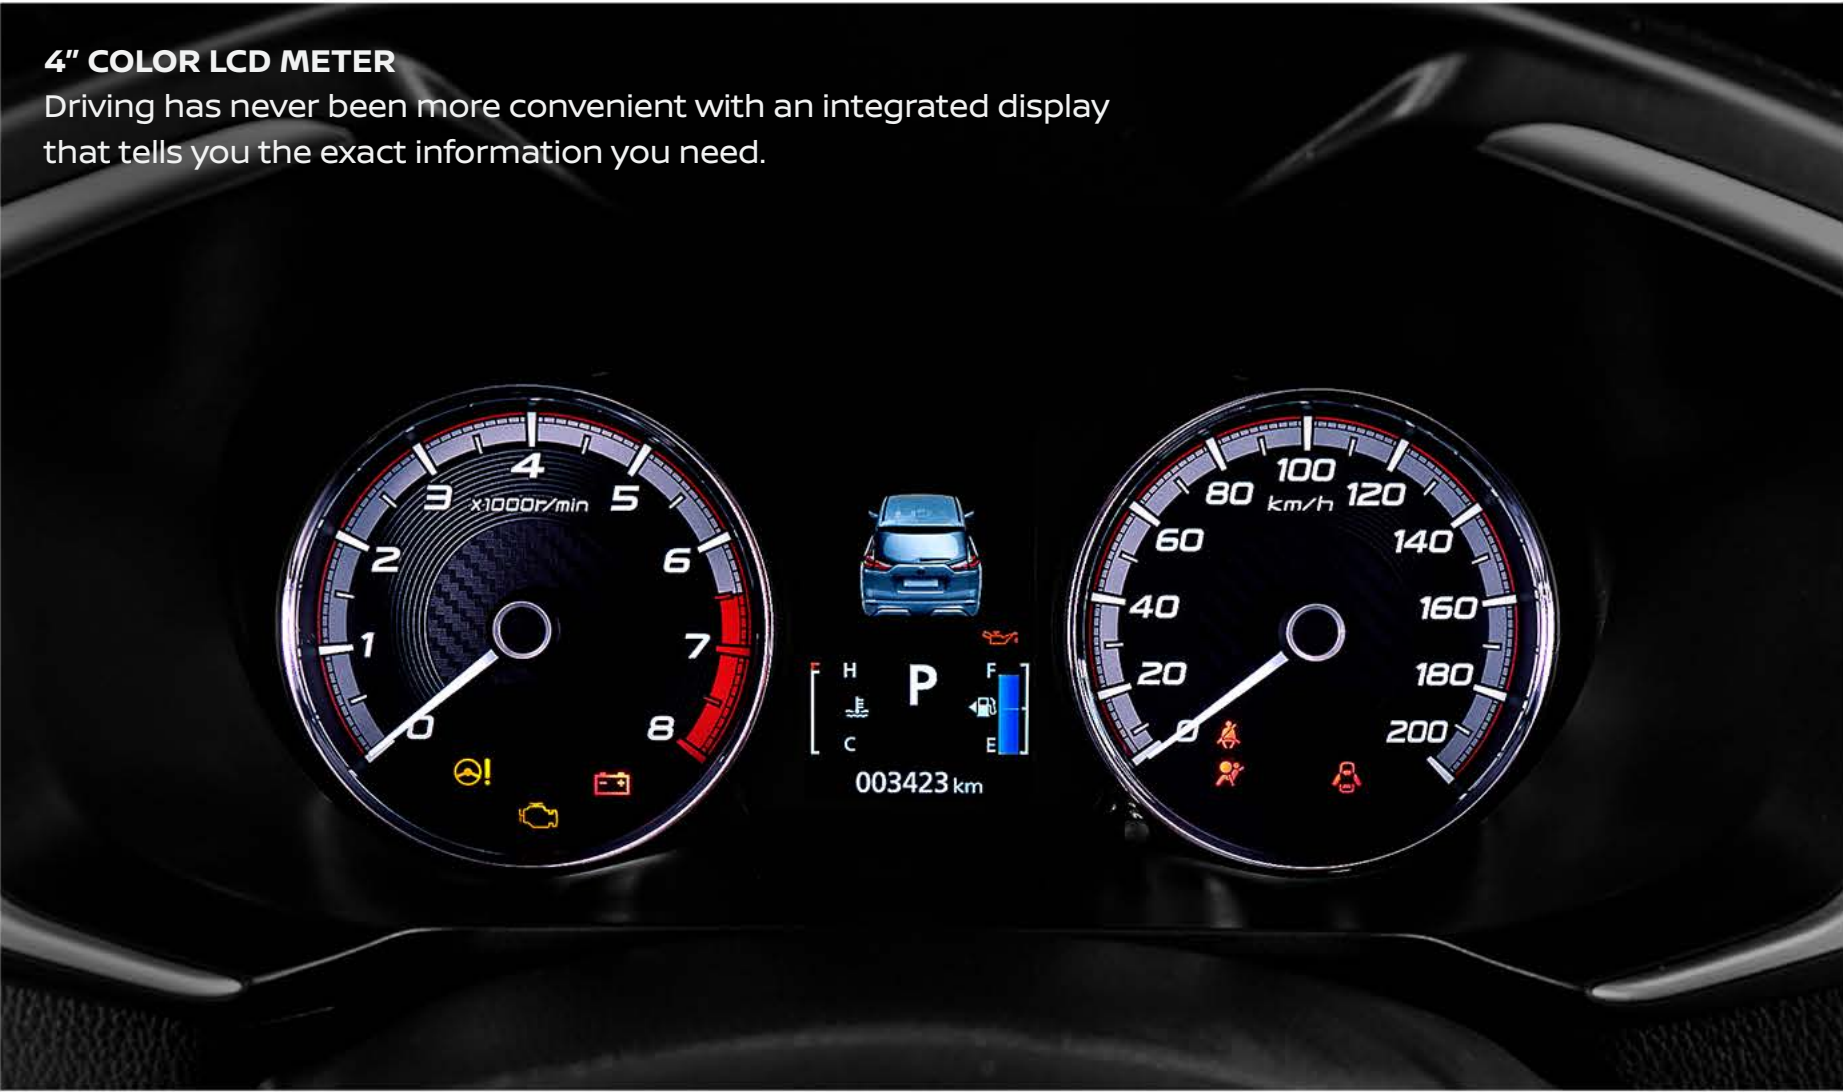 4” COLOR LCD METER
Driving has never been more convenient with an integrated display
that tells you the exact information you need.
0
1
2
3
4
5
6
7
8
x1000r/min
H
C
P
F
E
003423 km
0
20
40
60
80
100
120
140
160
180
200
km/h